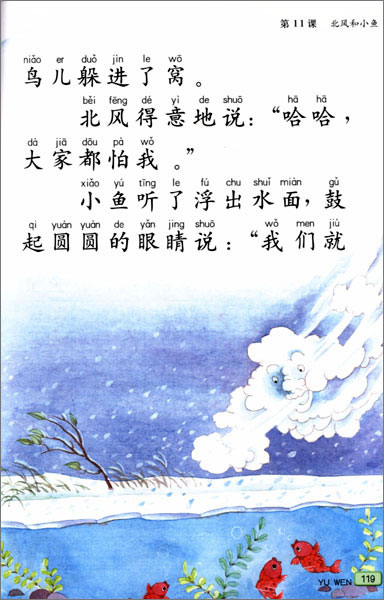 第11课 北风和小鱼
niǎo er duǒ jìn le wō
鸟儿躲进了窝。
běi fēng dé yì de shuō hā hā
北风得意地说：“哈哈，
dà jiā dōu pà wǒ
大家都怕我。”
xiǎo yú tīng le fú chu shuǐ miàn gǔ
小鱼听了浮出水面，鼓
qi yuán yuán de yǎn jing shuō wǒ men jiù
起圆圆的眼睛说：“我们就
YU WEN 119